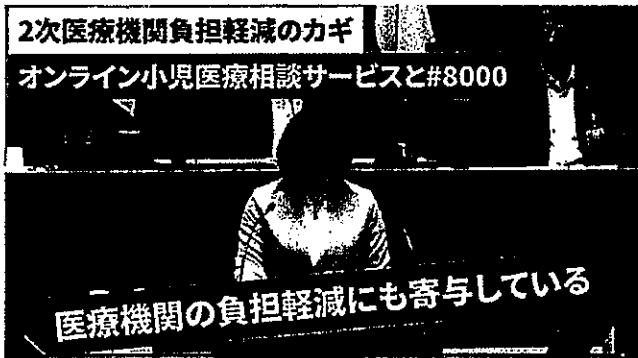 2次医療機関負担軽減のカギ
オンライン小児医療相談サービスと#8000
医療機関の負担軽減にも寄与している